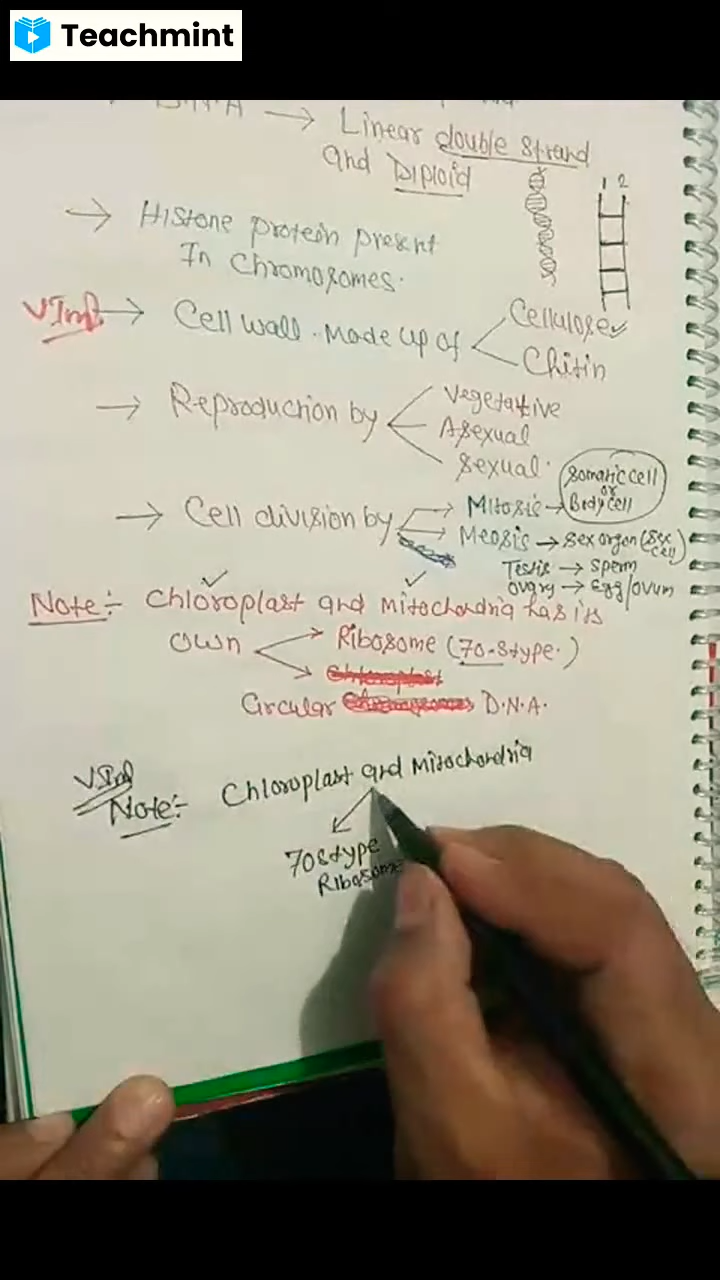 Teachmint
D.N.A → Linear double strand
and Diploid
1 2
→ Histone protein present
In Chromosomes.
V Imp → Cell wall . Made up of
Cellulose ✓
Chitin
→ Reproduction by
Vegetative
Asexual
Sexual.
→ Cell division by
Mitosis → Somatic cell
or
Body cell
Meosis → Sex organ (Sex
cell)
Testis → Sperm
Ovary → Egg/Ovum
Note:- Chloroplast and Mitochondria has its
own
Ribosome (70-S type.)
Circular D.N.A.
V Imp
Note:- Chloroplast and Mitochondria
70s type
Ribosome